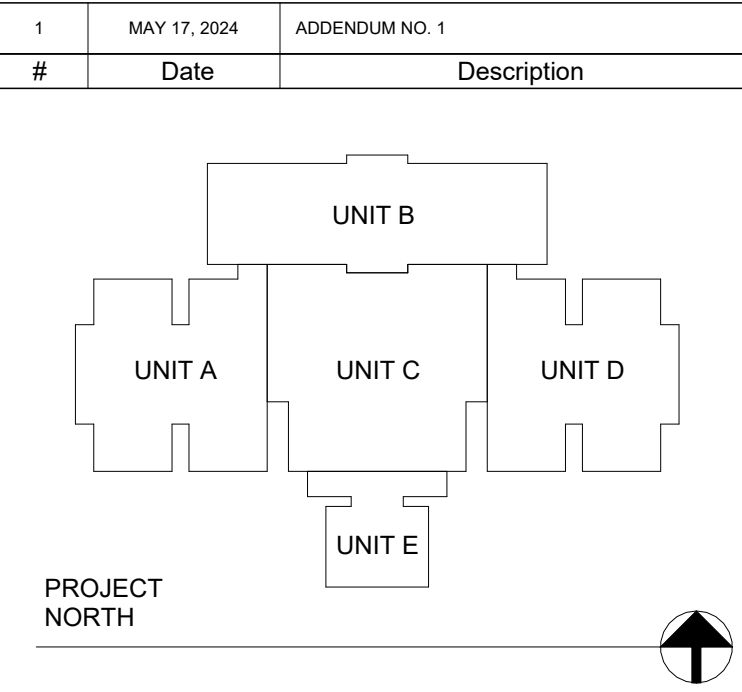 1 MAY 17, 2024 ADDENDUM NO. 1
# Date Description
UNIT B
UNIT A UNIT C UNIT D
UNIT E
PROJECT
NORTH